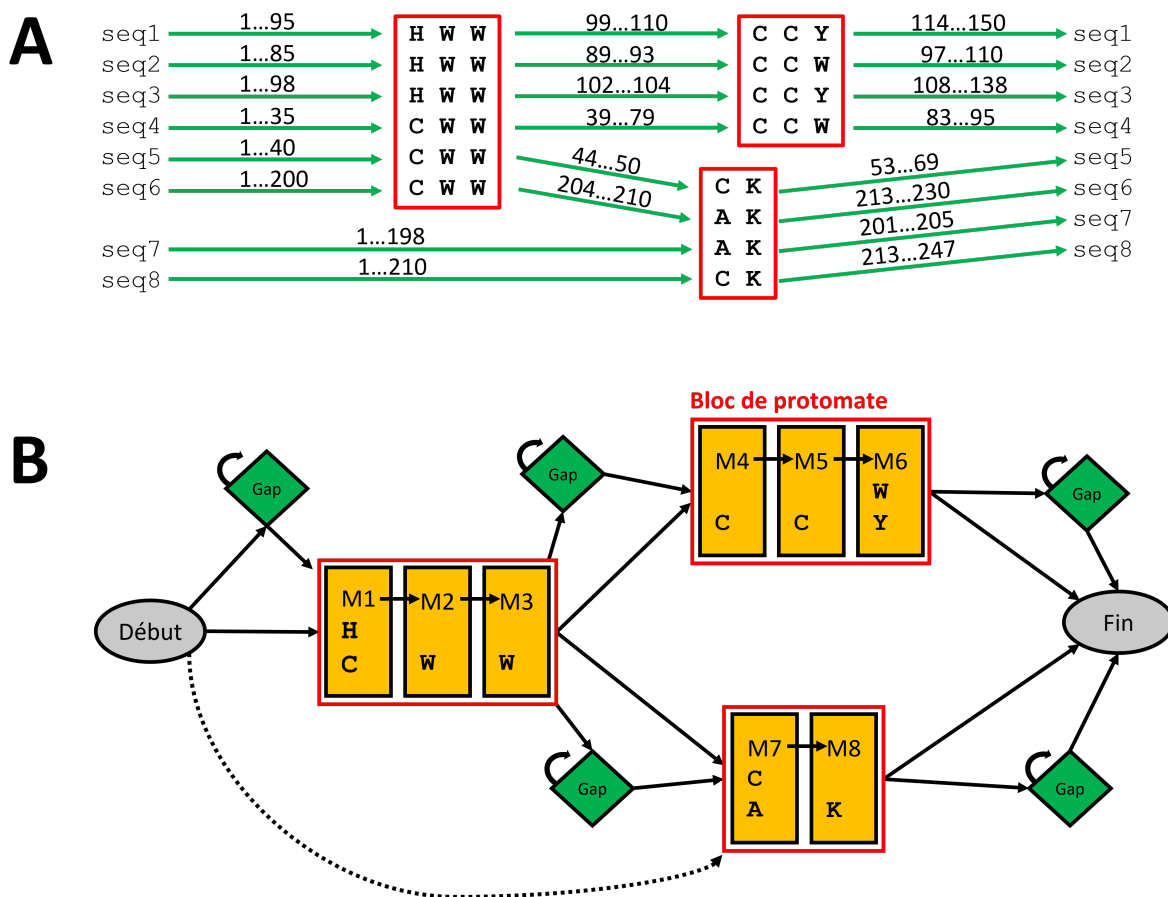 A
seq1 1...95 H W W 99...110 C C Y 114...150 seq1
seq2 1...85 H W W 89...93 C C W 97...110 seq2
seq3 1...98 H W W 102...104 C C Y 108...138 seq3
seq4 1...35 C W W 39...79 C C W 83...95 seq4
seq5 1...40 C W W 44...50 C K 53...69 seq5
seq6 1...200 C W W 204...210 A K 213...230 seq6
seq7 1...198 A K 201...205 seq7
seq8 1...210 C K 213...247 seq8
B
Bloc de protomate
Gap
Gap
M4 M5 M6
W
C C Y
Gap
Début
M1 M2 M3
H
C W W
Fin
Gap
M7 M8
C
A K
Gap